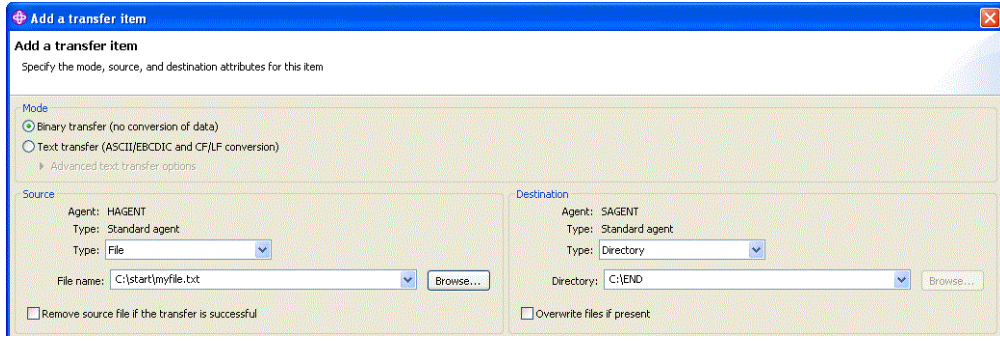 Add a transfer item
Add a transfer item
Specify the mode, source, and destination attributes for this item
Mode
Binary transfer (no conversion of data)
Text transfer (ASCII/EBCDIC and CF/LF conversion)
Advanced text transfer options
Source
Agent: HAGENT
Type: Standard agent
Type: File
File name: C:\start\myfile.txt Browse...
Remove source file if the transfer is successful
Destination
Agent: SAGENT
Type: Standard agent
Type: Directory
Directory: C:\END Browse...
Overwrite files if present